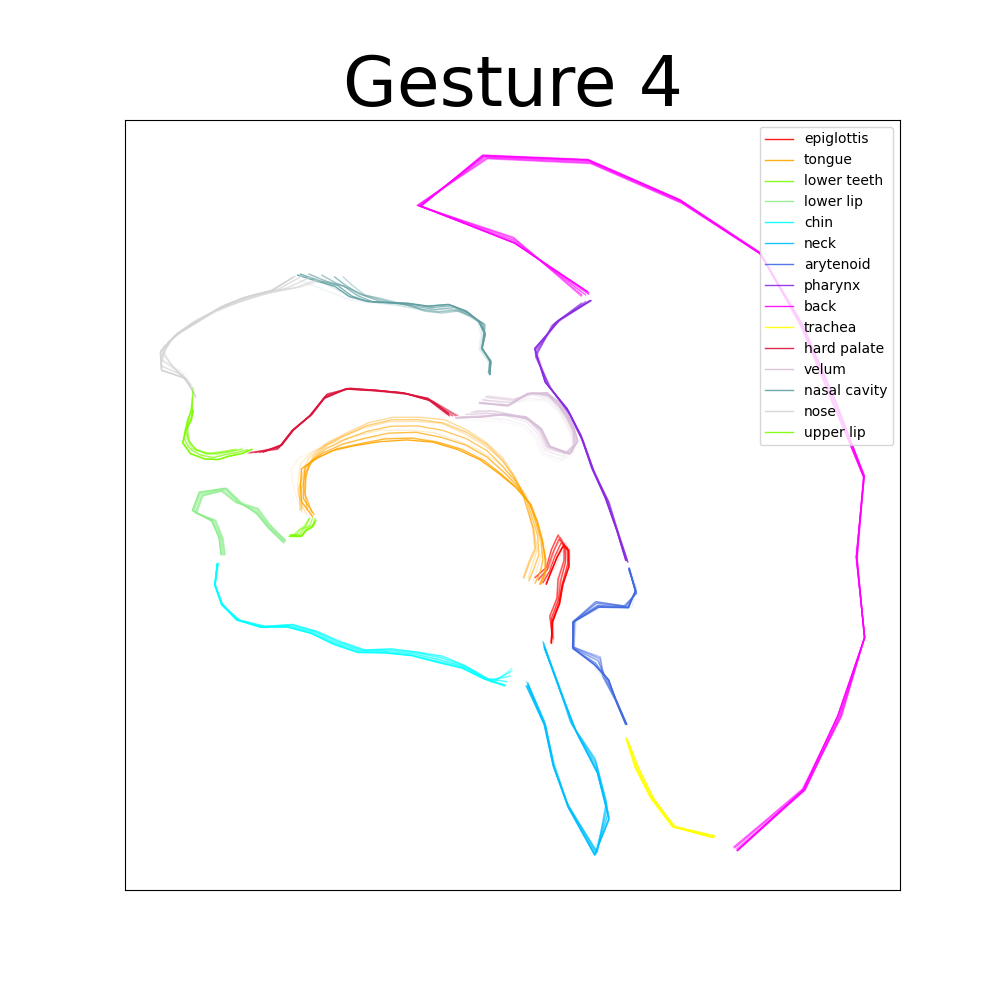 Gesture 4
epiglottis
tongue
lower teeth
lower lip
chin
neck
arytenoid
pharynx
back
trachea
hard palate
velum
nasal cavity
nose
upper lip